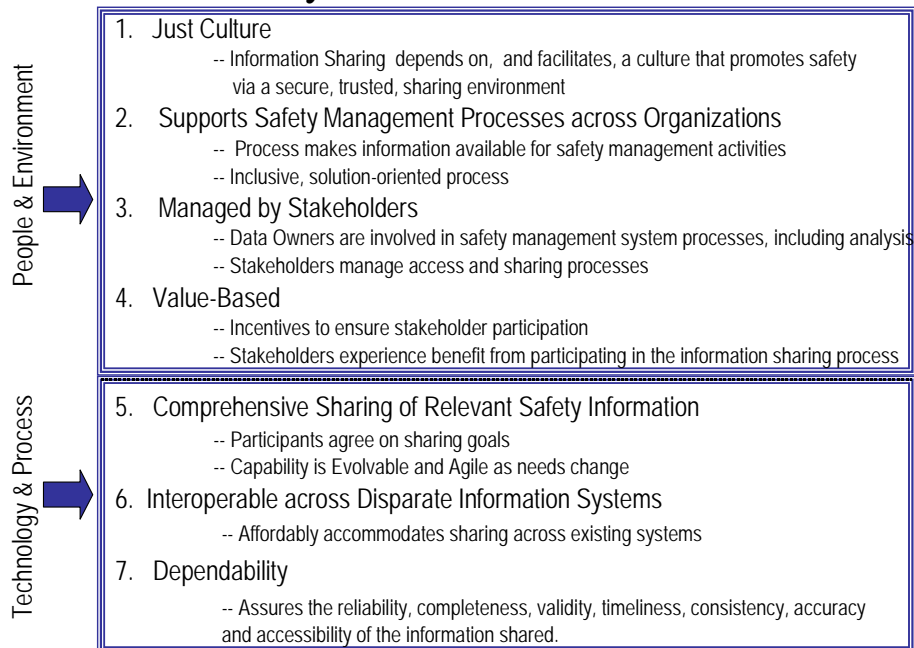 1. Just Culture
-- Information Sharing depends on, and facilitates, a culture that promotes safety
via a secure, trusted, sharing environment
2. Supports Safety Management Processes across Organizations
-- Process makes information available for safety management activities
-- Inclusive, solution-oriented process
3. Managed by Stakeholders
-- Data Owners are involved in safety management system processes, including analysis
-- Stakeholders manage access and sharing processes
4. Value-Based
-- Incentives to ensure stakeholder participation
-- Stakeholders experience benefit from participating in the information sharing process
People & Environment
5. Comprehensive Sharing of Relevant Safety Information
-- Participants agree on sharing goals
-- Capability is Evolvable and Agile as needs change
6. Interoperable across Disparate Information Systems
-- Affordably accommodates sharing across existing systems
7. Dependability
-- Assures the reliability, completeness, validity, timeliness, consistency, accuracy
and accessibility of the information shared.
Technology & Process